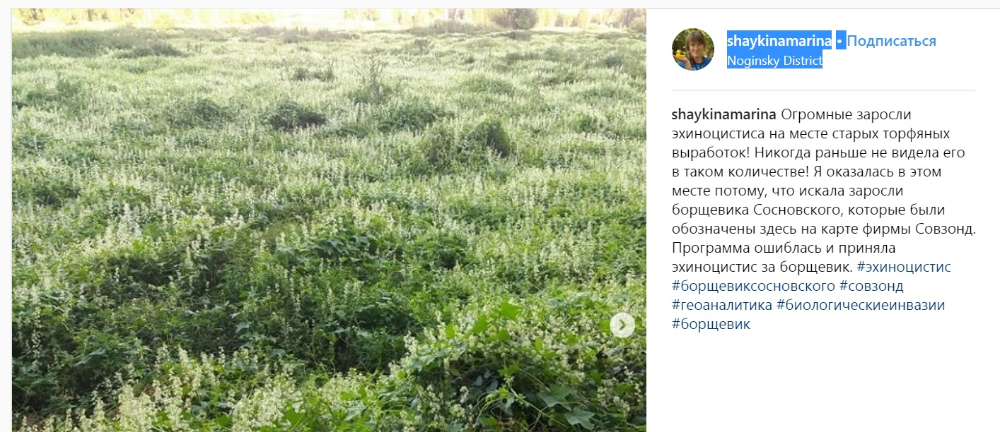 shaykinamarina • Подписаться
Noginsky District
shaykinamarina Огромные заросли
эхиноцистиса на месте старых торфяных
выработок! Никогда раньше не видела его
в таком количестве! Я оказалась в этом
месте потому, что искала заросли
борщевика Сосновского, которые были
обозначены здесь на карте фирмы Совзонд.
Программа ошиблась и приняла
эхиноцистис за борщевик. #эхиноцистис
#борщевиксосновского #совзонд
#геоаналитика #биологическиеинвазии
#борщевик